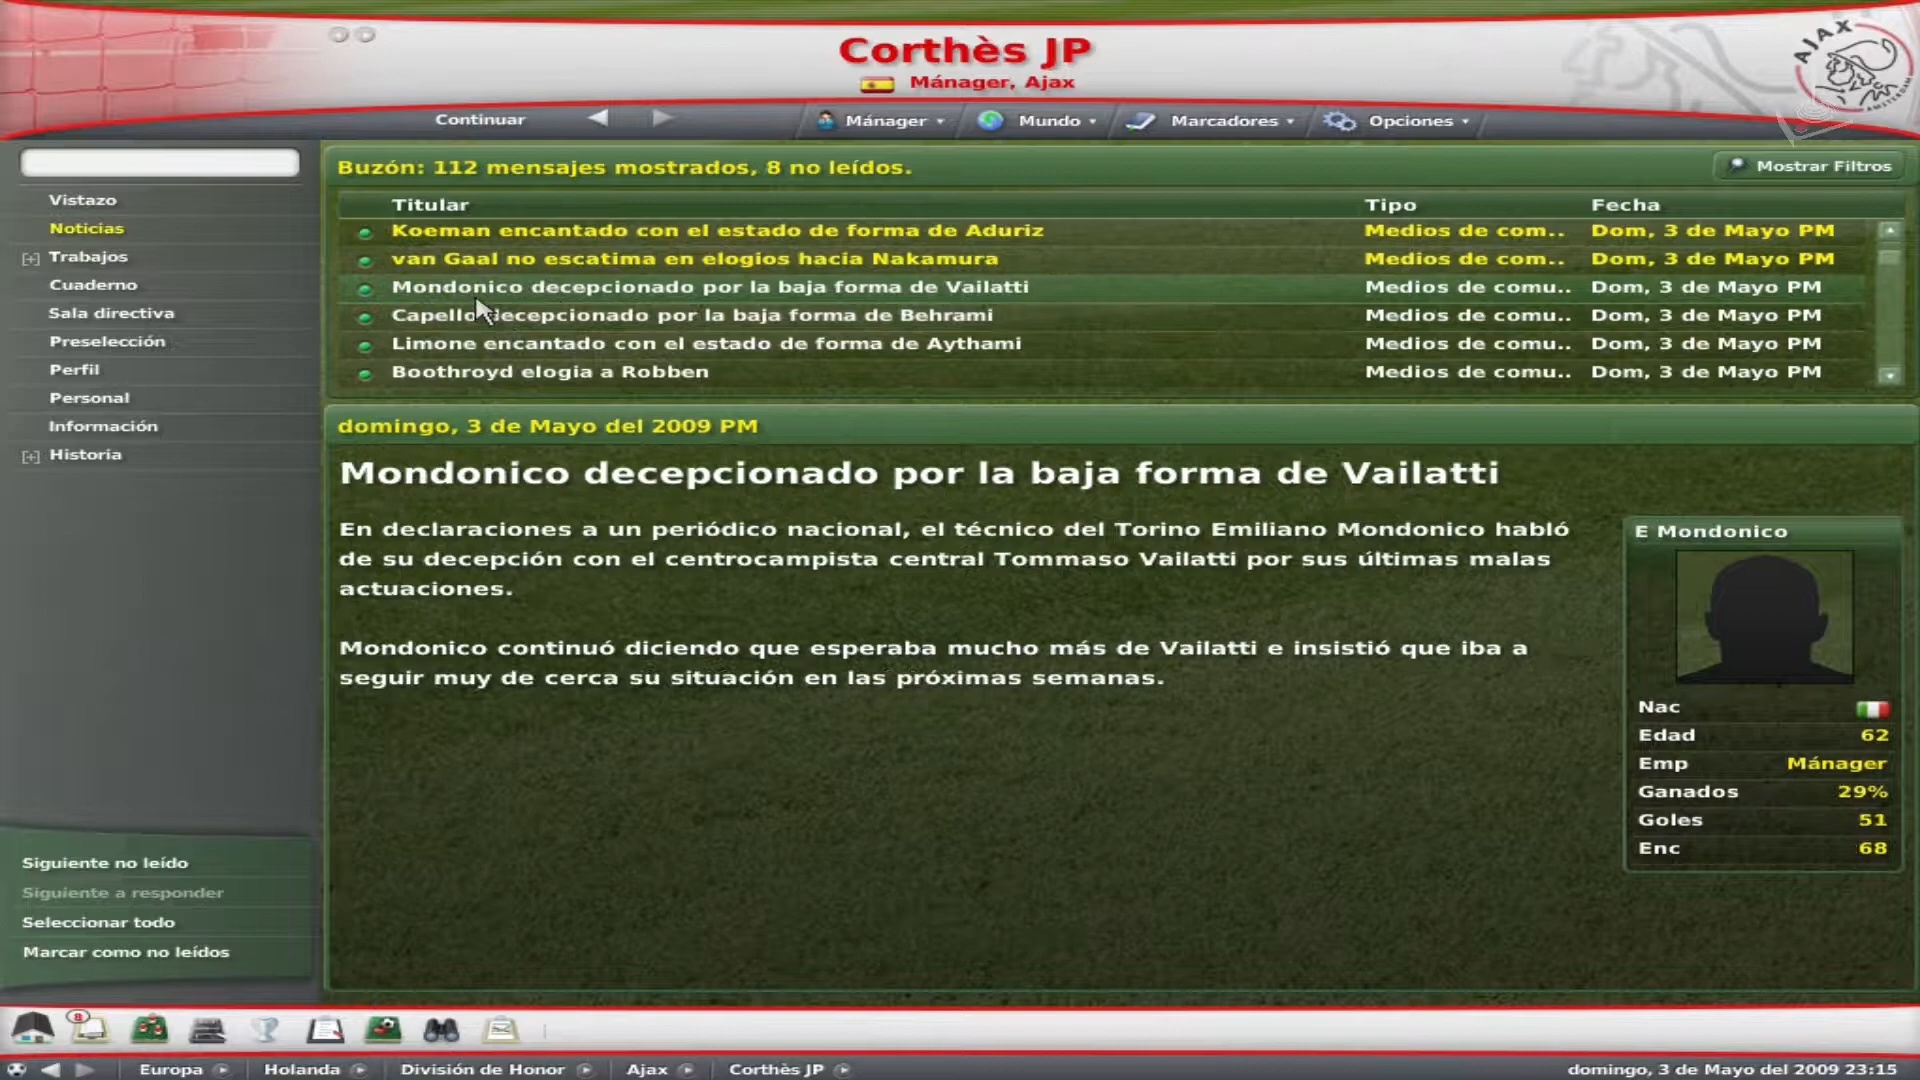 Corthès JP
Mánager, Ajax
AJAX
AMSTERDAM
Continuar
Mánager
Mundo
Marcadores
Opciones
Vistazo
Noticias
[+] Trabajos
Cuaderno
Sala directiva
Preselección
Perfil
Personal
Información
[+] Historia
Buzón: 112 mensajes mostrados, 8 no leídos.
Mostrar Filtros
Titular Tipo Fecha
Koeman encantado con el estado de forma de Aduriz Medios de com.. Dom, 3 de Mayo PM
van Gaal no escatima en elogios hacia Nakamura Medios de com.. Dom, 3 de Mayo PM
Mondonico decepcionado por la baja forma de Vailatti Medios de comu.. Dom, 3 de Mayo PM
Capello decepcionado por la baja forma de Behrami Medios de comu.. Dom, 3 de Mayo PM
Limone encantado con el estado de forma de Aythami Medios de comu.. Dom, 3 de Mayo PM
Boothroyd elogia a Robben Medios de comu.. Dom, 3 de Mayo PM
domingo, 3 de Mayo del 2009 PM
Mondonico decepcionado por la baja forma de Vailatti
En declaraciones a un periódico nacional, el técnico del Torino Emiliano Mondonico habló
de su decepción con el centrocampista central Tommaso Vailatti por sus últimas malas
actuaciones.
Mondonico continuó diciendo que esperaba mucho más de Vailatti e insistió que iba a
seguir muy de cerca su situación en las próximas semanas.
E Mondonico
Nac
Edad 62
Emp Mánager
Ganados 29%
Goles 51
Enc 68
Siguiente no leído
Siguiente a responder
Seleccionar todo
Marcar como no leídos
8
Europa
Holanda
División de Honor
Ajax
Corthès JP
domingo, 3 de Mayo del 2009 23:15